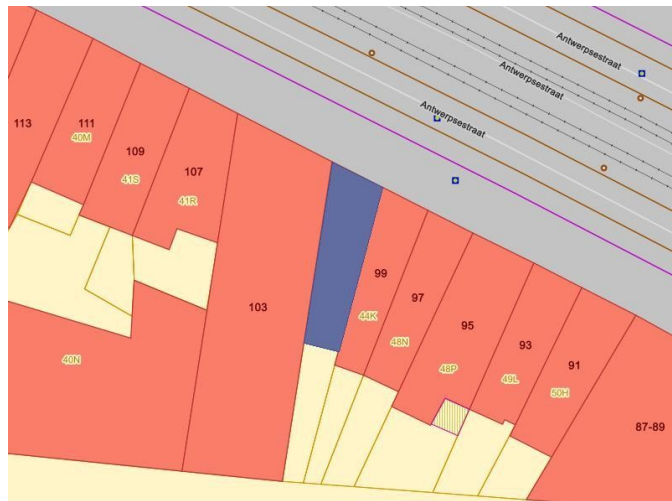 Antwerpsestraat
Antwerpsestraat
Antwerpsestraat
113
111
40M
109
41S
107
41R
103
99
44K
97
48N
95
48P
93
49L
91
50H
87-89
40N